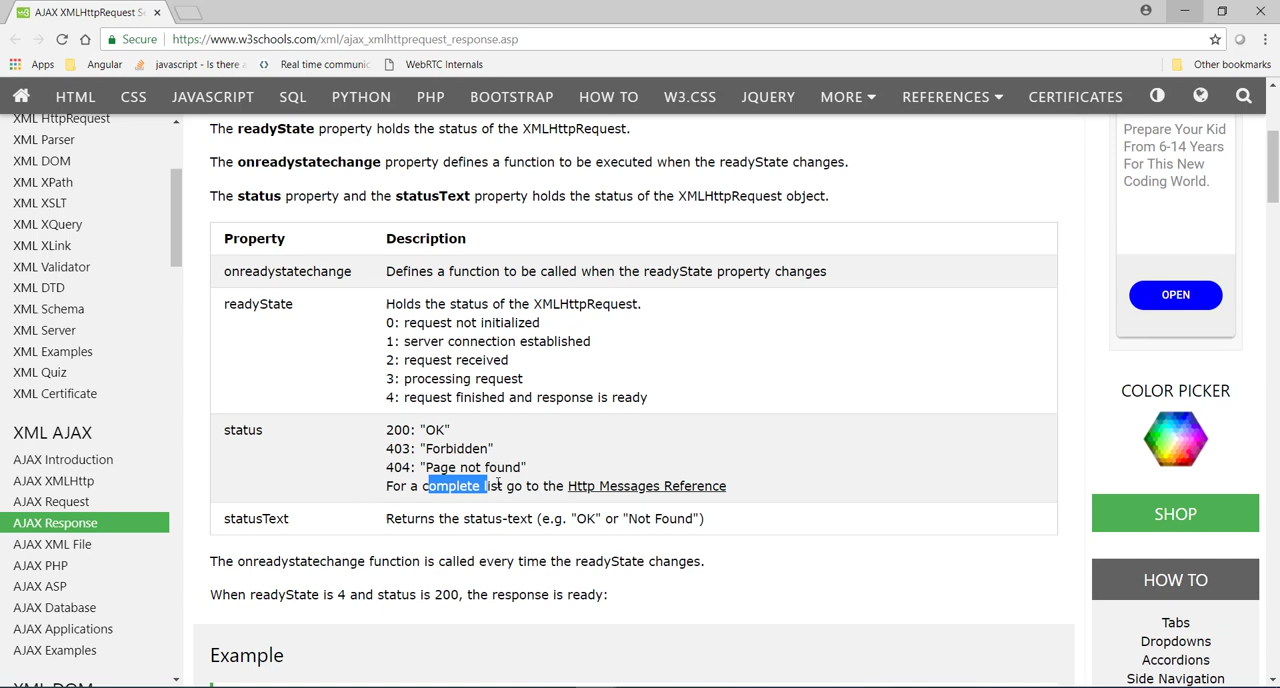 AJAX XMLHttpRequest Se
Secure
https://www.w3schools.com/xml/ajax_xmlhttprequest_response.asp
Apps
Angular
javascript - Is there a
Real time communic
WebRTC Internals
Other bookmarks
HTML
CSS
JAVASCRIPT
SQL
PYTHON
PHP
BOOTSTRAP
HOW TO
W3.CSS
JQUERY
MORE
REFERENCES
CERTIFICATES
XML HttpRequest
XML Parser
XML DOM
XML XPath
XML XSLT
XML XQuery
XML XLink
XML Validator
XML DTD
XML Schema
XML Server
XML Examples
XML Quiz
XML Certificate
XML AJAX
AJAX Introduction
AJAX XMLHttp
AJAX Request
AJAX Response
AJAX XML File
AJAX PHP
AJAX ASP
AJAX Database
AJAX Applications
AJAX Examples
XML DOM
The readyState property holds the status of the XMLHttpRequest.
The onreadystatechange property defines a function to be executed when the readyState changes.
The status property and the statusText property holds the status of the XMLHttpRequest object.
Property
Description
onreadystatechange
Defines a function to be called when the readyState property changes
readyState
Holds the status of the XMLHttpRequest.
0: request not initialized
1: server connection established
2: request received
3: processing request
4: request finished and response is ready
status
200: "OK"
403: "Forbidden"
404: "Page not found"
For a complete list go to the Http Messages Reference
statusText
Returns the status-text (e.g. "OK" or "Not Found")
The onreadystatechange function is called every time the readyState changes.
When readyState is 4 and status is 200, the response is ready:
Example
Prepare Your Kid
From 6-14 Years
For This New
Coding World.
OPEN
COLOR PICKER
SHOP
HOW TO
Tabs
Dropdowns
Accordions
Side Navigation